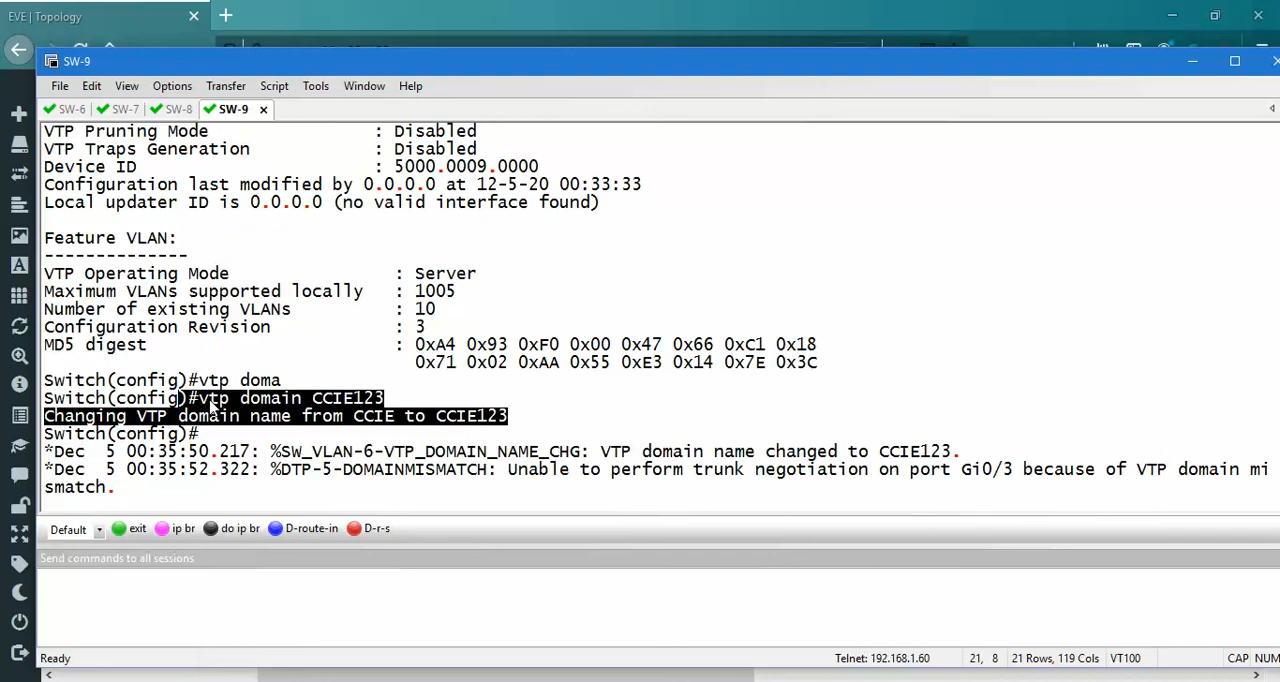 EVE | Topology
SW-9
File Edit View Options Transfer Script Tools Window Help
SW-6 SW-7 SW-8 SW-9
VTP Pruning Mode : Disabled
VTP Traps Generation : Disabled
Device ID : 5000.0009.0000
Configuration last modified by 0.0.0.0 at 12-5-20 00:33:33
Local updater ID is 0.0.0.0 (no valid interface found)
Feature VLAN:
--------------
VTP Operating Mode : Server
Maximum VLANs supported locally : 1005
Number of existing VLANs : 10
Configuration Revision : 3
MD5 digest : 0xA4 0x93 0xF0 0x00 0x47 0x66 0xC1 0x18
0x71 0x02 0xAA 0x55 0xE3 0x14 0x7E 0x3C
Switch(config)#vtp doma
Switch(config)#vtp domain CCIE123
Changing VTP domain name from CCIE to CCIE123
Switch(config)#
*Dec  5 00:35:50.217: %SW_VLAN-6-VTP_DOMAIN_NAME_CHG: VTP domain name changed to CCIE123.
*Dec  5 00:35:52.322: %DTP-5-DOMAINMISMATCH: Unable to perform trunk negotiation on port Gi0/3 because of VTP domain mi
smatch.
Default exit ip br do ip br D-route-in D-r-s
Send commands to all sessions
Ready Telnet: 192.168.1.60 21, 8 21 Rows, 119 Cols VT100 CAP NUM